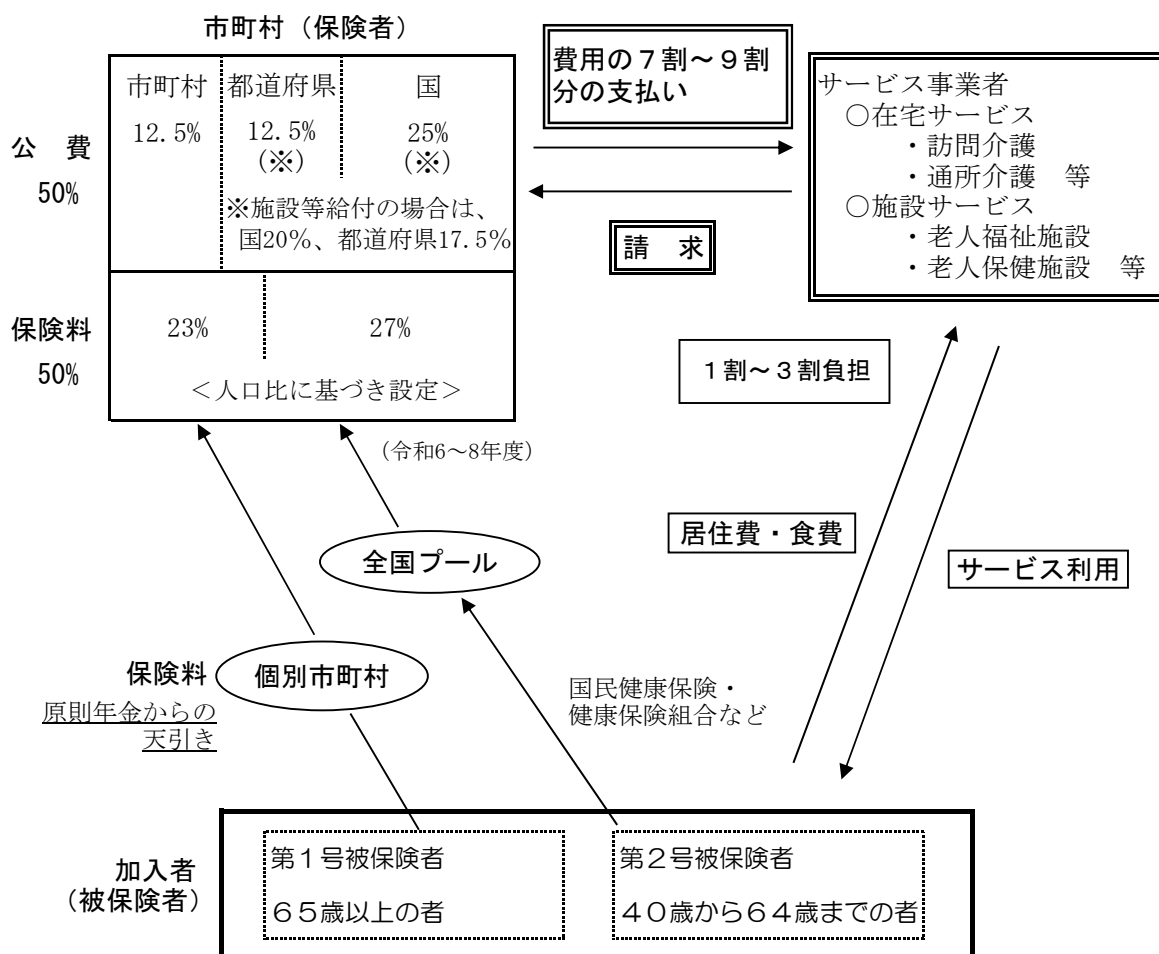 市町村（保険者）
市町村
都道府県
国
12.5%
12.5%
（※）
25%
（※）
公　費
50%
※施設等給付の場合は、
国20％、都道府県17.5％
保険料
50%
23%
27%
＜人口比に基づき設定＞
（令和6～8年度）
費用の７割～９割
分の支払い
請　求
サービス事業者
○在宅サービス
・訪問介護
・通所介護　等
○施設サービス
・老人福祉施設
・老人保健施設　等
１割～３割負担
居住費・食費
サービス利用
全国プール
個別市町村
保険料
原則年金からの
天引き
国民健康保険・
健康保険組合など
加入者
（被保険者）
第１号被保険者
６５歳以上の者
第２号被保険者
４０歳から６４歳までの者